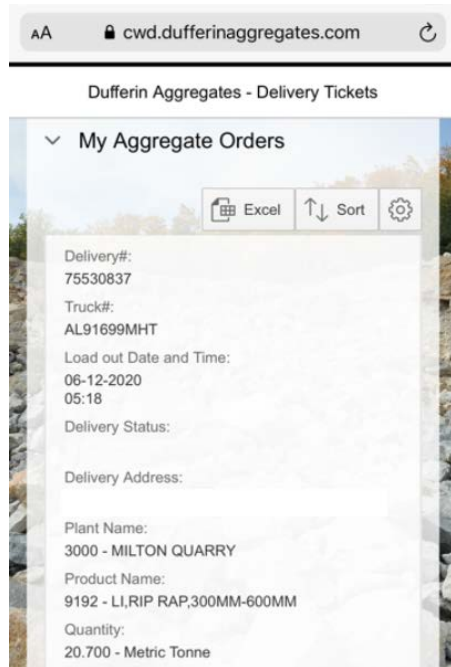 AA cwd.dufferinaggregates.com
Dufferin Aggregates - Delivery Tickets
My Aggregate Orders
Excel Sort
Delivery#:
75530837
Truck#:
AL91699MHT
Load out Date and Time:
06-12-2020
05:18
Delivery Status:
Delivery Address:
Plant Name:
3000 - MILTON QUARRY
Product Name:
9192 - LI,RIP RAP,300MM-600MM
Quantity:
20.700 - Metric Tonne